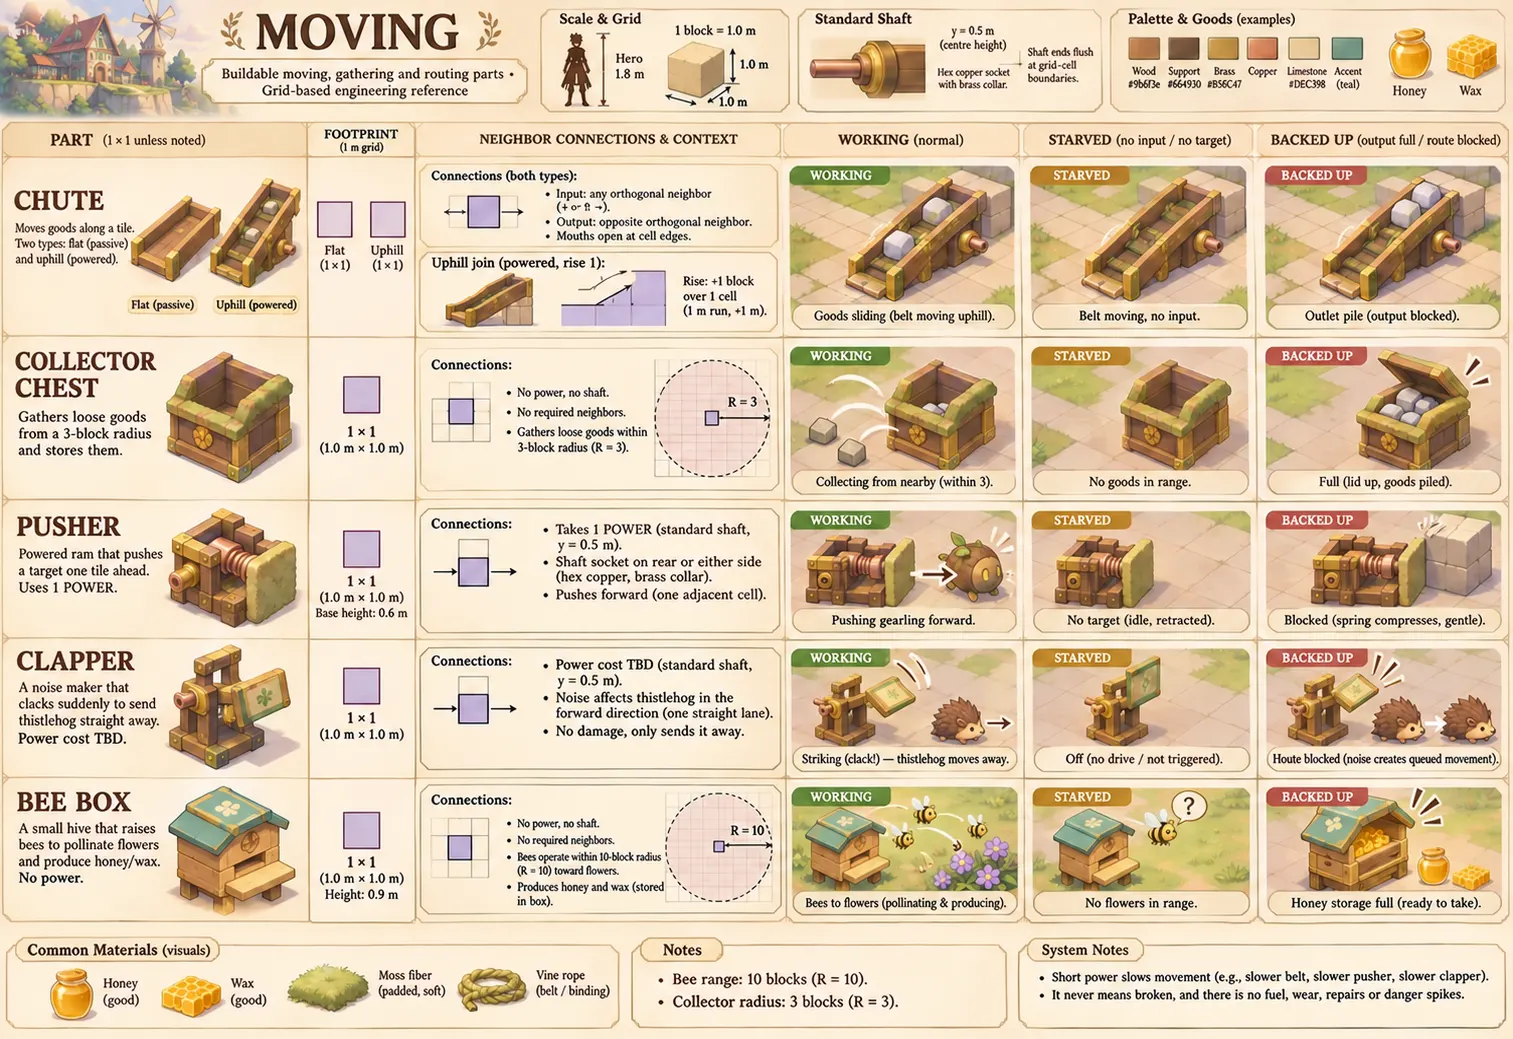 MOVING
Buildable moving, gathering and routing parts •
Grid-based engineering reference
Scale & Grid
Hero
1.8 m
1 block = 1.0 m
1.0 m
1.0 m
Standard Shaft
y = 0.5 m
(centre height)
Hex copper socket
with brass collar.
Shaft ends flush
at grid-cell
boundaries.
Palette & Goods (examples)
Wood
#9b6f3e
Support
#664930
Brass
#B56C47
Copper
Limestone
#DEC398
Accent
(teal)
Honey
Wax
PART (1 × 1 unless noted)
FOOTPRINT
(1 m grid)
NEIGHBOR CONNECTIONS & CONTEXT
WORKING (normal)
STARVED (no input / no target)
BACKED UP (output full / route blocked)
CHUTE
Moves goods along a tile.
Two types: flat (passive)
and uphill (powered).
Flat (passive)
Uphill (powered)
Flat
(1×1)
Uphill
(1×1)
Connections (both types):
• Input: any orthogonal neighbor
• Output: opposite orthogonal neighbor.
• Mouths open at cell edges.
Uphill join (powered, rise 1):
Rise: +1 block
over 1 cell
(1 m run, +1 m).
WORKING
Goods sliding (belt moving uphill).
STARVED
Belt moving, no input.
BACKED UP
Outlet pile (output blocked).
COLLECTOR
CHEST
Gathers loose goods
from a 3-block radius
and stores them.
1 × 1
(1.0 m × 1.0 m)
Connections:
• No power, no shaft.
• No required neighbors.
• Gathers loose goods within
3-block radius (R = 3).
R = 3
WORKING
Collecting from nearby (within 3).
STARVED
No goods in range.
BACKED UP
Full (lid up, goods piled).
PUSHER
Powered ram that pushes
a target one tile ahead.
Uses 1 POWER.
1 × 1
(1.0 m × 1.0 m)
Base height: 0.6 m
Connections:
• Takes 1 POWER (standard shaft,
y = 0.5 m).
• Shaft socket on rear or either side
(hex copper, brass collar).
• Pushes forward (one adjacent cell).
WORKING
Pushing gearling forward.
STARVED
No target (idle, retracted).
BACKED UP
Blocked (spring compresses, gentle).
CLAPPER
A noise maker that
clacks suddenly to send
thistlehog straight away.
Power cost TBD.
1 × 1
(1.0 m × 1.0 m)
Connections:
• Power cost TBD (standard shaft,
y = 0.5 m).
• Noise affects thistlehog in the
forward direction (one straight lane).
• No damage, only sends it away.
WORKING
Striking (clack!) — thistlehog moves away.
STARVED
Off (no drive / not triggered).
BACKED UP
Houte blocked (noise creates queued movement).
BEE BOX
A small hive that raises
bees to pollinate flowers
and produce honey/wax.
No power.
1 × 1
(1.0 m × 1.0 m)
Height: 0.9 m
Connections:
• No power, no shaft.
• No required neighbors.
• Bees operate within 10-block radius
(R = 10) toward flowers.
• Produces honey and wax (stored
in box).
R = 10
WORKING
Bees to flowers (pollinating & producing).
STARVED
?
No flowers in range.
BACKED UP
Honey storage full (ready to take).
Common Materials (visuals)
Honey
(good)
Wax
(good)
Moss fiber
(padded, soft)
Vine rope
(belt / binding)
Notes
• Bee range: 10 blocks (R = 10).
• Collector radius: 3 blocks (R = 3).
System Notes
• Short power slows movement (e.g., slower belt, slower pusher, slower clapper).
• It never means broken, and there is no fuel, wear, repairs or danger spikes.